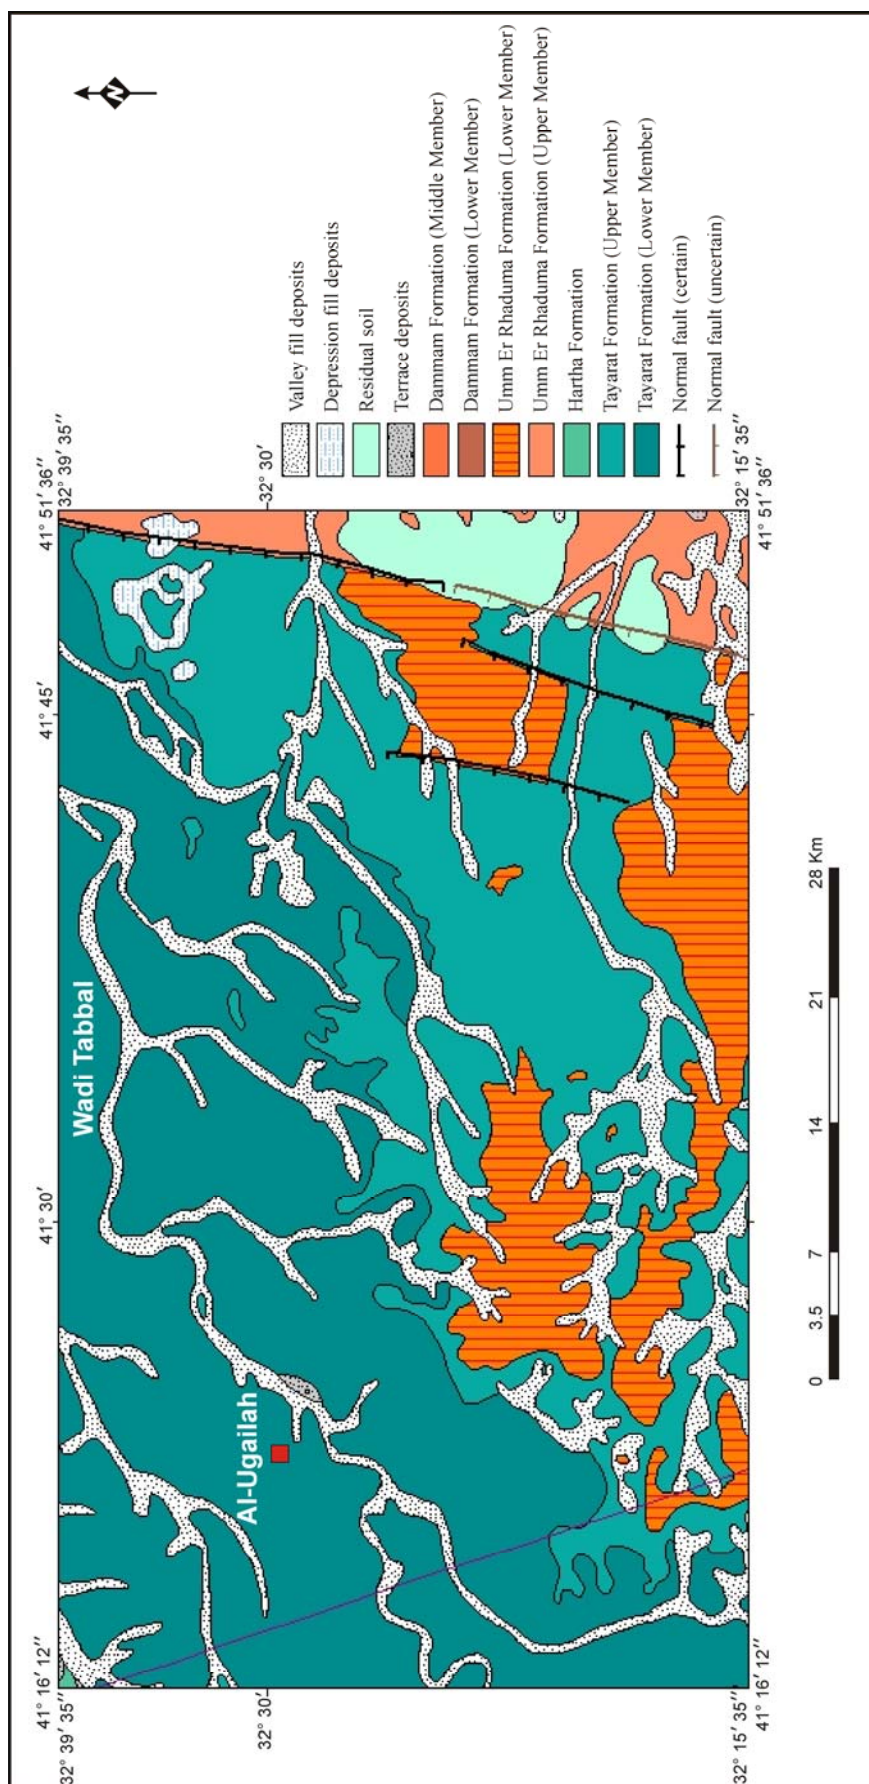 N
41° 16′ 12″
41° 30′
41° 45′
41° 51′ 36″
32° 39′ 35″
32° 39′ 35″
Wadi Tabbal
Al-Ugailah
32° 30′
32° 30′
32° 15′ 35″
32° 15′ 35″
41° 16′ 12″
41° 51′ 36″
0
3.5
7
14
21
28 Km
Valley fill deposits
Depression fill deposits
Residual soil
Terrace deposits
Dammam Formation (Middle Member)
Dammam Formation (Lower Member)
Umm Er Rhaduma Formation (Lower Member)
Umm Er Rhaduma Formation (Upper Member)
Hartha Formation
Tayarat Formation (Upper Member)
Tayarat Formation (Lower Member)
Normal fault (certain)
Normal fault (uncertain)